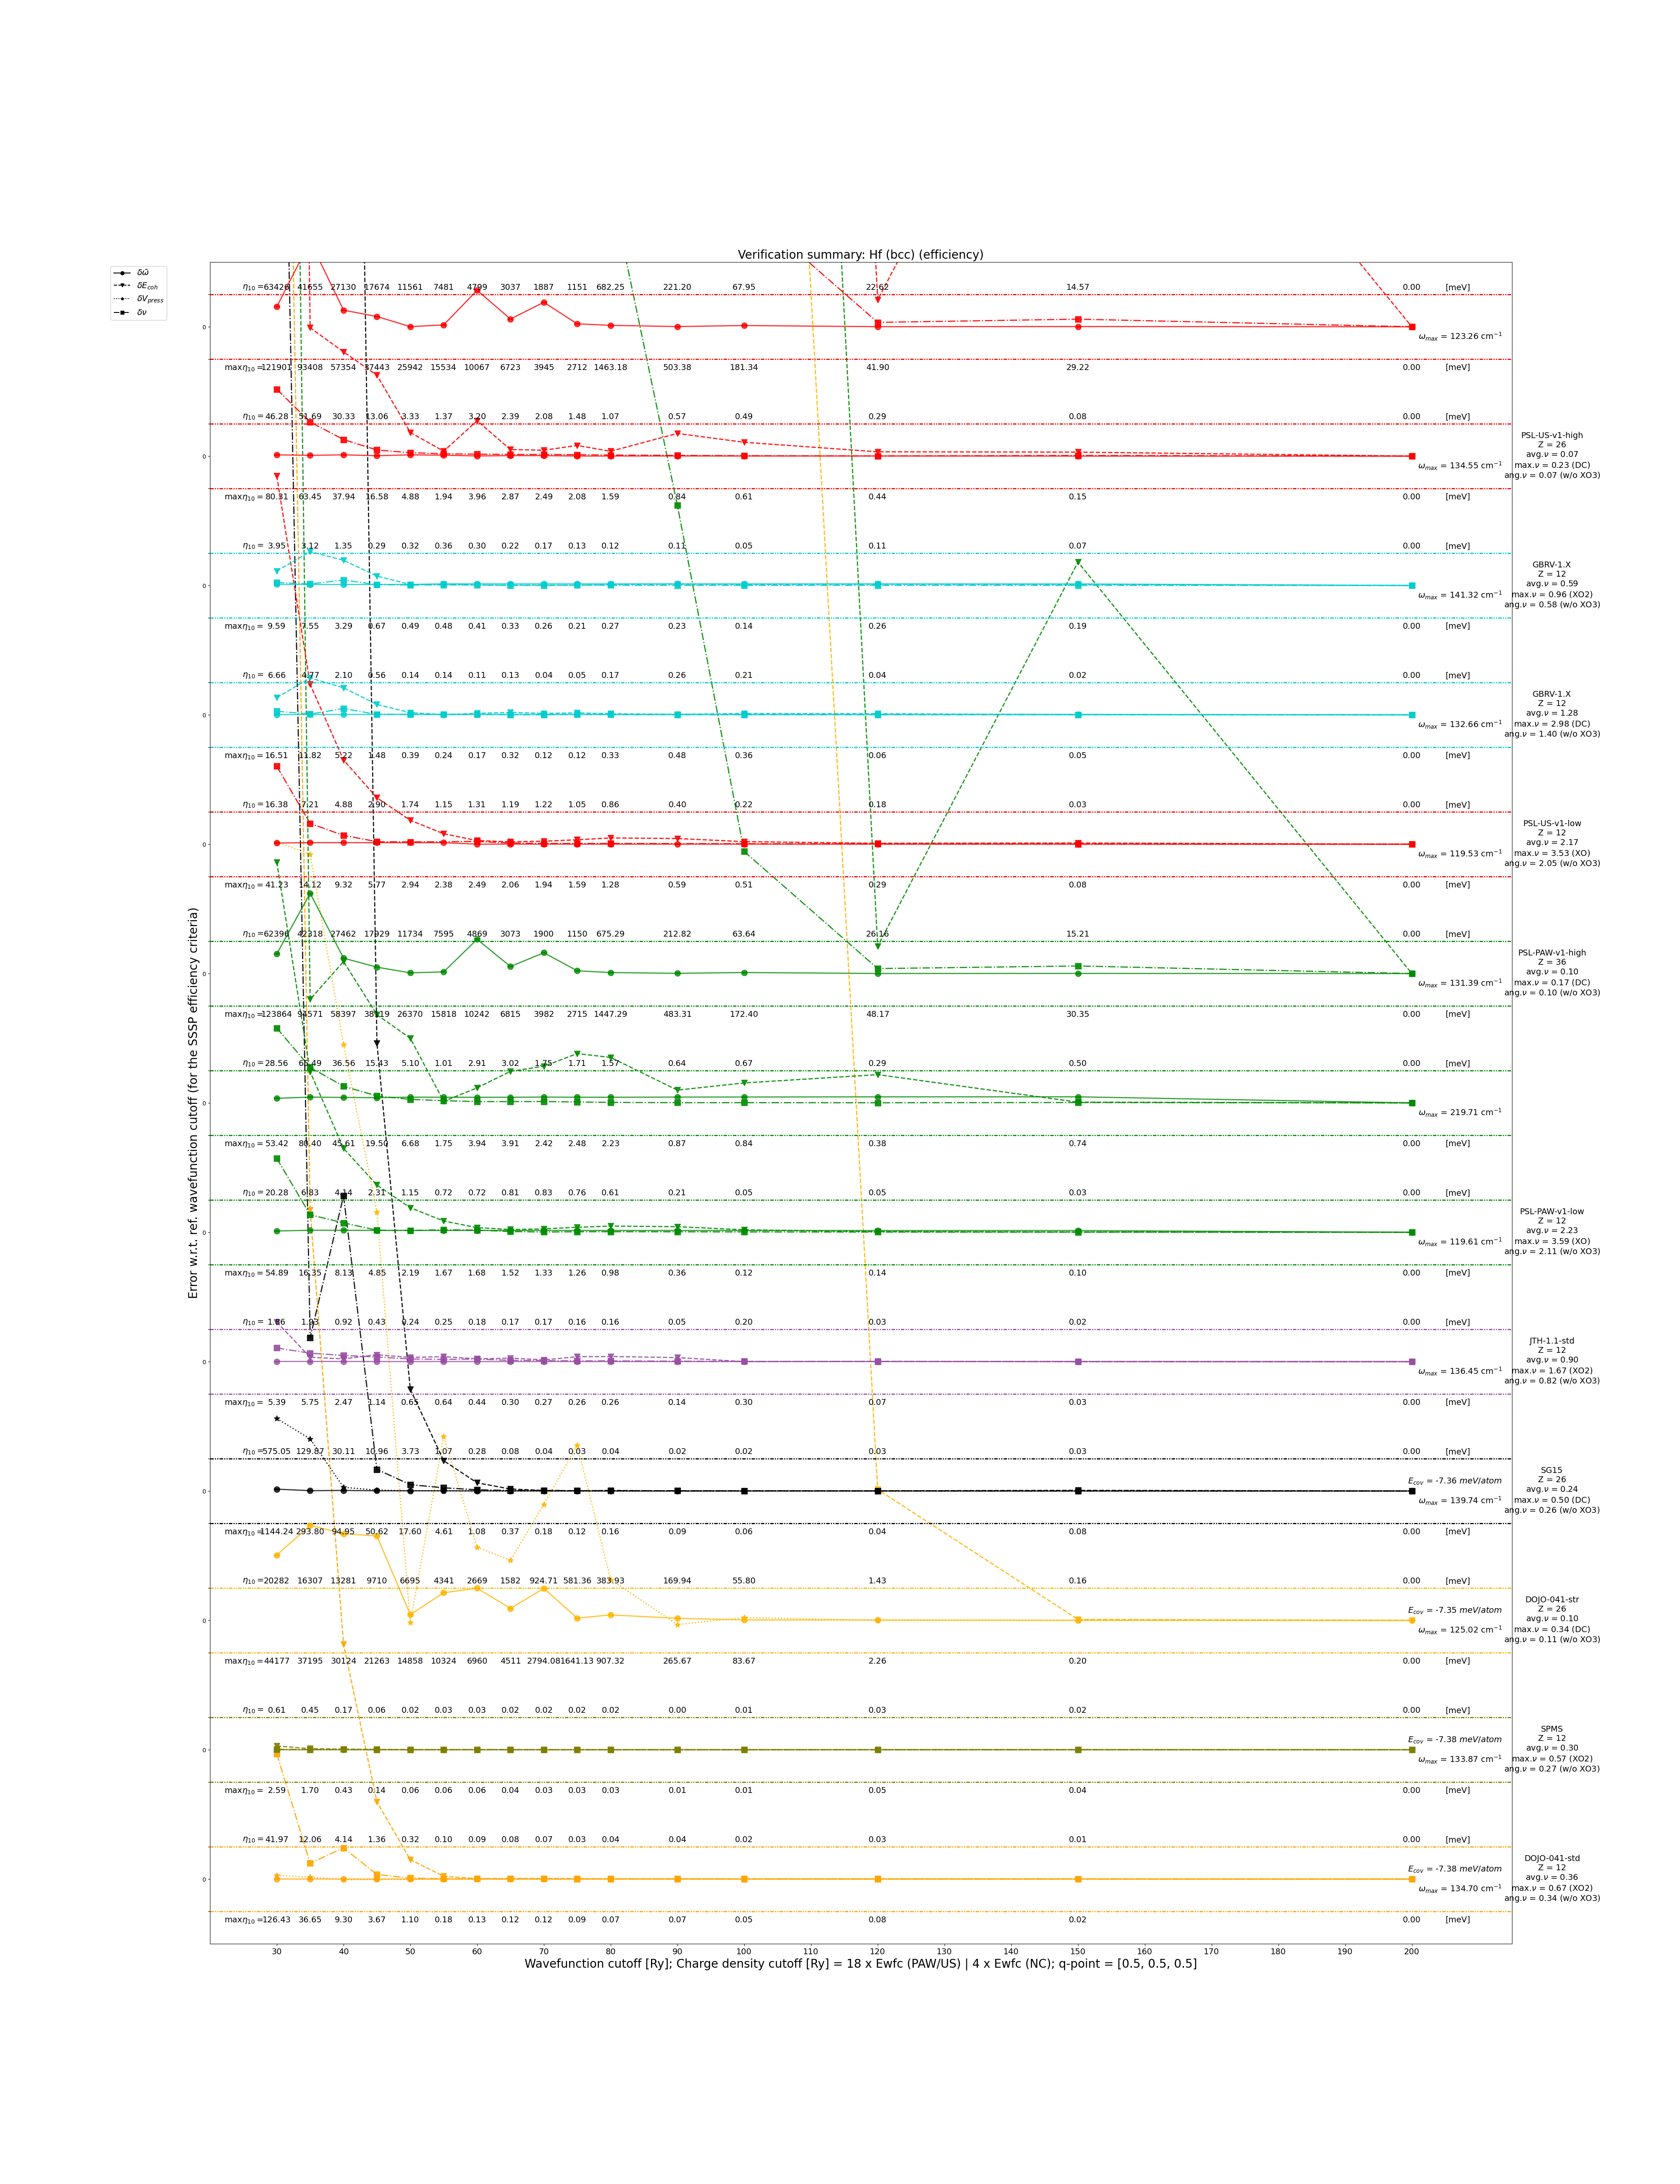 Verification summary: Hf (bcc) (efficiency)
δω̄
δE_coh
δV_press
δν
η₁₀ = 63426 41655 27130 17674 11561 7481 4799 3037 1887 1151 682.25 221.20 67.95 22.62 14.57 0.00 [meV]
0
ω_max = 123.26 cm⁻¹
maxη₁₀ = 121901 93408 57354 37443 25942 15534 10067 6723 3945 2712 1463.18 503.38 181.34 41.90 29.22 0.00 [meV]
η₁₀ = 46.28 51.69 30.33 13.06 3.33 1.37 3.20 2.39 2.08 1.48 1.07 0.57 0.49 0.29 0.08 0.00 [meV]
PSL-US-v1-high
Z = 26
avg.ν = 0.07
max.ν = 0.23 (DC)
ang.ν = 0.07 (w/o XO3)
0
ω_max = 134.55 cm⁻¹
maxη₁₀ = 80.31 63.45 37.94 16.58 4.88 1.94 3.96 2.87 2.49 2.08 1.59 0.84 0.61 0.44 0.15 0.00 [meV]
η₁₀ = 3.95 3.12 1.35 0.29 0.32 0.36 0.30 0.22 0.17 0.13 0.12 0.11 0.05 0.11 0.07 0.00 [meV]
GBRV-1.X
Z = 12
avg.ν = 0.59
max.ν = 0.96 (XO2)
ang.ν = 0.58 (w/o XO3)
0
ω_max = 141.32 cm⁻¹
maxη₁₀ = 9.59 7.55 3.29 0.67 0.49 0.48 0.41 0.33 0.26 0.21 0.27 0.23 0.14 0.26 0.19 0.00 [meV]
η₁₀ = 6.66 4.77 2.10 0.56 0.14 0.14 0.11 0.13 0.04 0.05 0.17 0.26 0.21 0.04 0.02 0.00 [meV]
GBRV-1.X
Z = 12
avg.ν = 1.28
max.ν = 2.98 (DC)
ang.ν = 1.40 (w/o XO3)
0
ω_max = 132.66 cm⁻¹
maxη₁₀ = 16.51 11.82 5.22 1.48 0.39 0.24 0.17 0.32 0.12 0.12 0.33 0.48 0.36 0.06 0.05 0.00 [meV]
η₁₀ = 16.38 7.21 4.88 2.90 1.74 1.15 1.31 1.19 1.22 1.05 0.86 0.40 0.22 0.18 0.03 0.00 [meV]
PSL-US-v1-low
Z = 12
avg.ν = 2.17
max.ν = 3.53 (XO)
ang.ν = 2.05 (w/o XO3)
0
ω_max = 119.53 cm⁻¹
maxη₁₀ = 41.23 14.12 9.32 5.77 2.94 2.38 2.49 2.06 1.94 1.59 1.28 0.59 0.51 0.29 0.08 0.00 [meV]
η₁₀ = 62396 42318 27462 17929 11734 7595 4869 3073 1900 1150 675.29 212.82 63.64 26.16 15.21 0.00 [meV]
PSL-PAW-v1-high
Z = 36
avg.ν = 0.10
max.ν = 0.17 (DC)
ang.ν = 0.10 (w/o XO3)
0
ω_max = 131.39 cm⁻¹
maxη₁₀ = 123864 94571 58397 38119 26370 15818 10242 6815 3982 2715 1447.29 483.31 172.40 48.17 30.35 0.00 [meV]
η₁₀ = 28.56 65.49 36.56 15.43 5.10 1.01 2.91 3.02 1.75 1.71 1.57 0.64 0.67 0.29 0.50 0.00 [meV]
0
ω_max = 219.71 cm⁻¹
maxη₁₀ = 53.42 80.40 45.61 19.50 6.68 1.75 3.94 3.91 2.42 2.48 2.23 0.87 0.84 0.38 0.74 0.00 [meV]
η₁₀ = 20.28 6.83 4.14 2.31 1.15 0.72 0.72 0.81 0.83 0.76 0.61 0.21 0.05 0.05 0.03 0.00 [meV]
PSL-PAW-v1-low
Z = 12
avg.ν = 2.23
max.ν = 3.59 (XO)
ang.ν = 2.11 (w/o XO3)
0
ω_max = 119.61 cm⁻¹
maxη₁₀ = 54.89 16.35 8.13 4.85 2.19 1.67 1.68 1.52 1.33 1.26 0.98 0.36 0.12 0.14 0.10 0.00 [meV]
η₁₀ = 1.93 0.92 0.43 0.24 0.25 0.18 0.17 0.17 0.16 0.16 0.05 0.20 0.03 0.02 0.00 [meV]
JTH-1.1-std
Z = 12
avg.ν = 0.90
max.ν = 1.67 (XO2)
ang.ν = 0.82 (w/o XO3)
0
ω_max = 136.45 cm⁻¹
maxη₁₀ = 5.39 5.75 2.47 1.14 0.65 0.64 0.44 0.30 0.27 0.26 0.26 0.14 0.30 0.07 0.03 0.00 [meV]
η₁₀ = 575.05 129.87 30.11 10.96 3.73 1.07 0.28 0.08 0.04 0.03 0.04 0.02 0.02 0.03 0.03 0.00 [meV]
SG15
Z = 26
avg.ν = 0.24
max.ν = 0.50 (DC)
ang.ν = 0.26 (w/o XO3)
E_cov = -7.36 meV/atom
0
ω_max = 139.74 cm⁻¹
maxη₁₀ = 1144.24 293.80 94.95 50.62 17.60 4.61 1.08 0.37 0.18 0.12 0.16 0.09 0.06 0.04 0.08 0.00 [meV]
η₁₀ = 20282 16307 13281 9710 6695 4341 2669 1582 924.71 581.36 383.93 169.94 55.80 1.43 0.16 0.00 [meV]
DOJO-041-str
Z = 26
avg.ν = 0.10
max.ν = 0.34 (DC)
ang.ν = 0.11 (w/o XO3)
E_cov = -7.35 meV/atom
0
ω_max = 125.02 cm⁻¹
maxη₁₀ = 44177 37195 30124 21263 14858 10324 6960 4511 2794.08 1641.13 907.32 265.67 83.67 2.26 0.20 0.00 [meV]
η₁₀ = 0.61 0.45 0.17 0.06 0.02 0.03 0.03 0.02 0.02 0.02 0.02 0.00 0.01 0.03 0.02 0.00 [meV]
SPMS
Z = 12
avg.ν = 0.30
max.ν = 0.57 (XO2)
ang.ν = 0.27 (w/o XO3)
E_cov = -7.38 meV/atom
0
ω_max = 133.87 cm⁻¹
maxη₁₀ = 2.59 1.70 0.43 0.14 0.06 0.06 0.06 0.04 0.03 0.03 0.03 0.01 0.01 0.05 0.04 0.00 [meV]
η₁₀ = 41.97 12.06 4.14 1.36 0.32 0.10 0.09 0.08 0.07 0.03 0.04 0.04 0.02 0.03 0.01 0.00 [meV]
DOJO-041-std
Z = 12
avg.ν = 0.36
max.ν = 0.67 (XO2)
ang.ν = 0.34 (w/o XO3)
E_cov = -7.38 meV/atom
0
ω_max = 134.70 cm⁻¹
maxη₁₀ = 126.43 36.65 9.30 3.67 1.10 0.18 0.13 0.12 0.12 0.09 0.07 0.07 0.05 0.08 0.02 0.00 [meV]
30 40 50 60 70 80 90 100 110 120 130 140 150 160 170 180 190 200
Wavefunction cutoff [Ry]; Charge density cutoff [Ry] = 18 x Ewfc (PAW/US) | 4 x Ewfc (NC); q-point = [0.5, 0.5, 0.5]
Error w.r.t. ref. wavefunction cutoff (for the SSSP efficiency criteria)